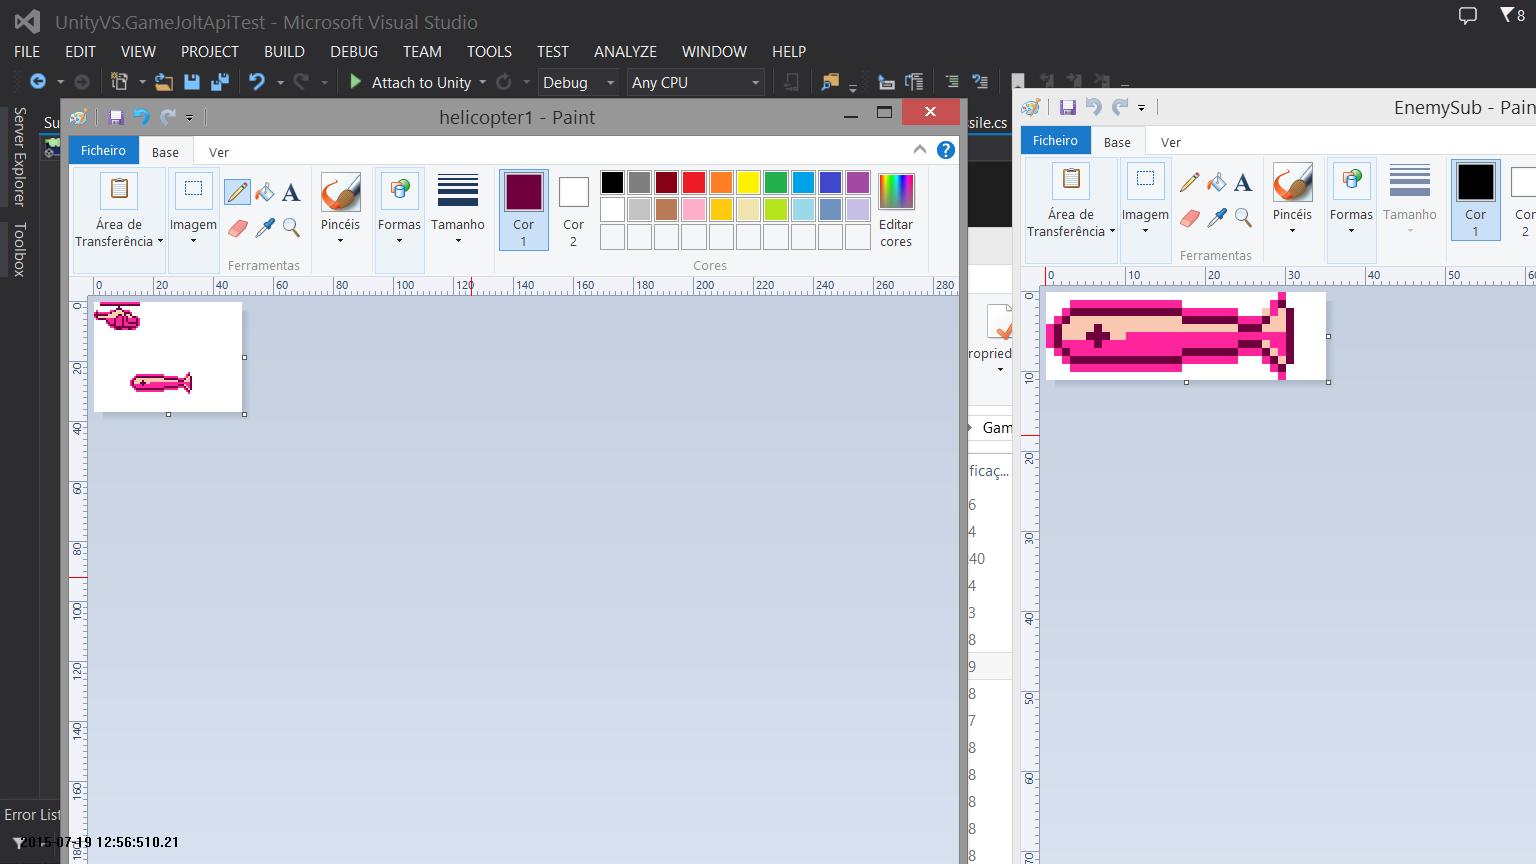 UnityVS.GameJoltApiTest - Microsoft Visual Studio
8
FILE EDIT VIEW PROJECT BUILD DEBUG TEAM TOOLS TEST ANALYZE WINDOW HELP
Attach to Unity Debug Any CPU
Server Explorer
Toolbox
Su
helicopter1 - Paint
Ficheiro Base Ver
Área de Transferência
Imagem
A
Ferramentas
Pincéis
Formas
Tamanho
Cor 1
Cor 2
Cores
Editar cores
0 20 40 60 80 100 120 140 160 180 200 220 240 260 280
0
20
40
60
80
100
120
140
160
180
sile.cs
ropried
Gam
ficaç...
6
4
40
4
3
8
9
8
7
8
8
8
8
8
EnemySub - Pain
Ficheiro Base Ver
Área de Transferência
Imagem
A
Ferramentas
Pincéis
Formas
Tamanho
Cor 1
Cor 2
0 10 20 30 40 50 60
0
10
20
30
40
50
60
70
Error List
2015-07-19 12:56:510.21